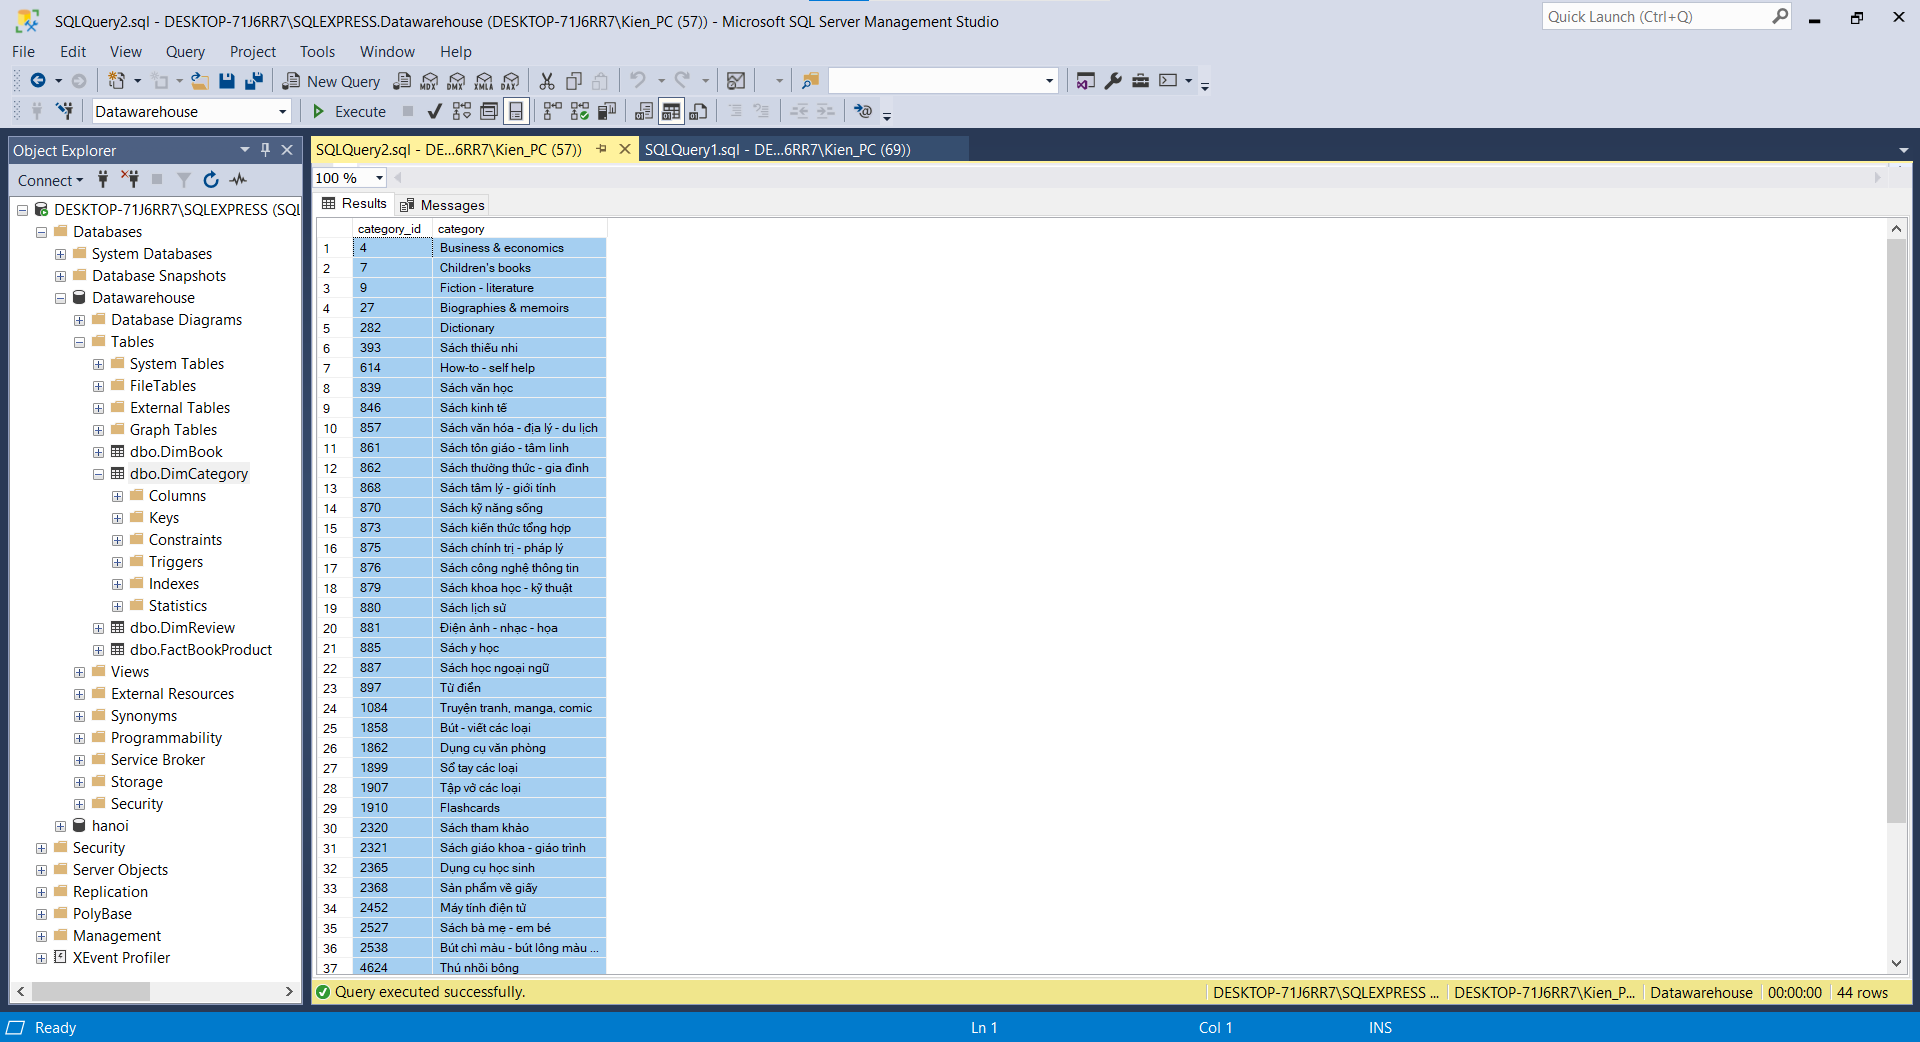 SQLQuery2.sql - DESKTOP-71J6RR7\SQLEXPRESS.Datawarehouse (DESKTOP-71J6RR7\Kien_PC (57)) - Microsoft SQL Server Management Studio
Quick Launch (Ctrl+Q)
File Edit View Query Project Tools Window Help
New Query MDX DMX XMLA DAX
Datawarehouse Execute
Object Explorer
SQLQuery2.sql - DE...6RR7\Kien_PC (57)) SQLQuery1.sql - DE...6RR7\Kien_PC (69))
Connect
100 %
Results Messages
DESKTOP-71J6RR7\SQLEXPRESS (SQL
Databases
System Databases
Database Snapshots
Datawarehouse
Database Diagrams
Tables
System Tables
FileTables
External Tables
Graph Tables
dbo.DimBook
dbo.DimCategory
Columns
Keys
Constraints
Triggers
Indexes
Statistics
dbo.DimReview
dbo.FactBookProduct
Views
External Resources
Synonyms
Programmability
Service Broker
Storage
Security
hanoi
Security
Server Objects
Replication
PolyBase
Management
XEvent Profiler
category_id category
1 4 Business & economics
2 7 Children's books
3 9 Fiction - literature
4 27 Biographies & memoirs
5 282 Dictionary
6 393 Sách thiếu nhi
7 614 How-to - self help
8 839 Sách văn học
9 846 Sách kinh tế
10 857 Sách văn hóa - địa lý - du lịch
11 861 Sách tôn giáo - tâm linh
12 862 Sách thường thức - gia đình
13 868 Sách tâm lý - giới tính
14 870 Sách kỹ năng sống
15 873 Sách kiến thức tổng hợp
16 875 Sách chính trị - pháp lý
17 876 Sách công nghệ thông tin
18 879 Sách khoa học - kỹ thuật
19 880 Sách lịch sử
20 881 Điện ảnh - nhạc - họa
21 885 Sách y học
22 887 Sách học ngoại ngữ
23 897 Từ điển
24 1084 Truyện tranh, manga, comic
25 1858 Bút - viết các loại
26 1862 Dụng cụ văn phòng
27 1899 Sổ tay các loại
28 1907 Tập vở các loại
29 1910 Flashcards
30 2320 Sách tham khảo
31 2321 Sách giáo khoa - giáo trình
32 2365 Dụng cụ học sinh
33 2368 Sản phẩm về giấy
34 2452 Máy tính điện tử
35 2527 Sách bà mẹ - em bé
36 2538 Bút chì màu - bút lông màu ...
37 4624 Thú nhồi bông
Query executed successfully. DESKTOP-71J6RR7\SQLEXPRESS ... DESKTOP-71J6RR7\Kien_P... Datawarehouse 00:00:00 44 rows
Ready Ln 1 Col 1 INS